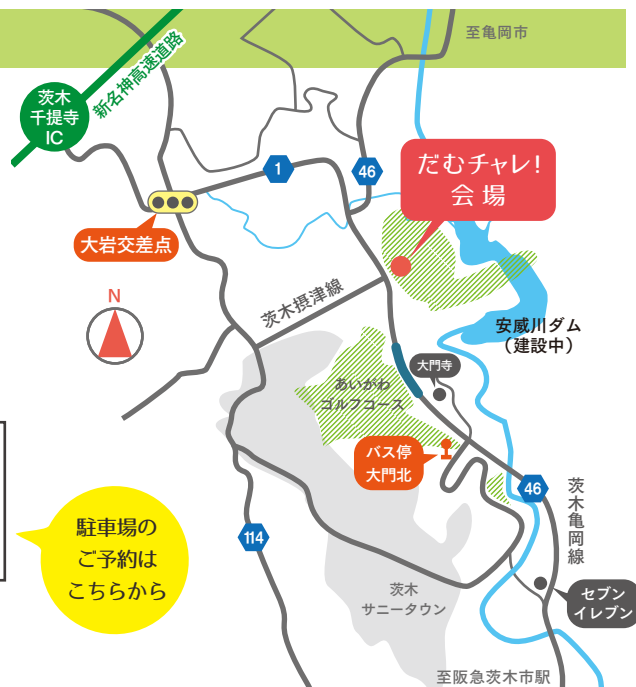 至亀岡市
新名神高速道路
茨木
千提寺
IC
1
46
だむチャレ！
会場
大岩交差点
茨木摂津線
N
安威川ダム
（建設中）
大門寺
あいがわ
ゴルフコース
バス停
大門北
46
茨木亀岡線
駐車場の
ご予約は
こちらから
114
茨木
サニータウン
セブン
イレブン
至阪急茨木市駅